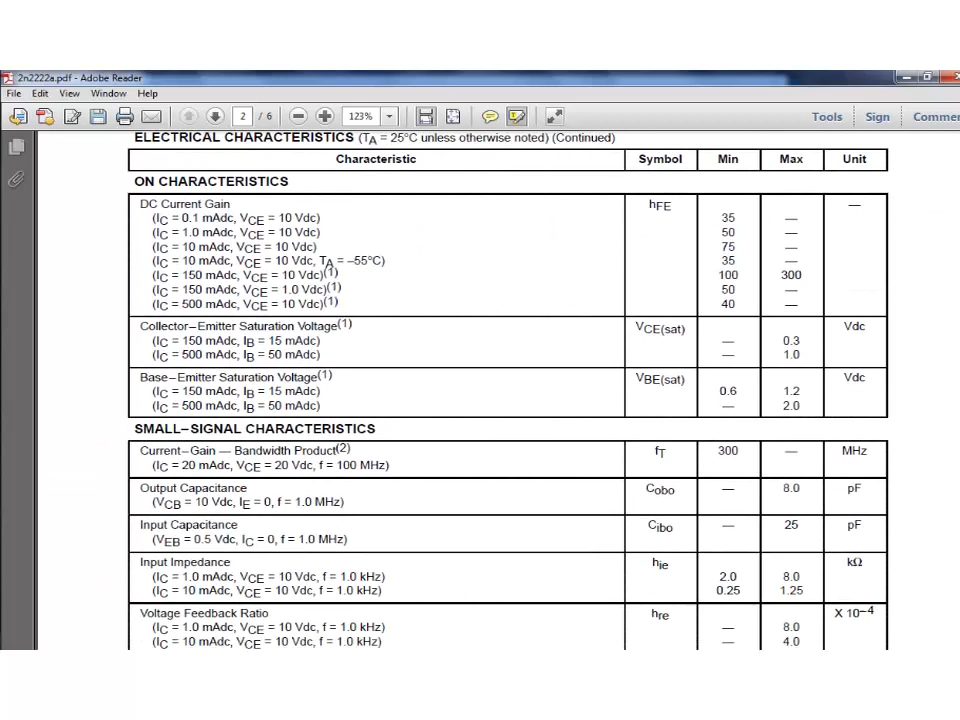 2n2222a.pdf - Adobe Reader
File Edit View Window Help
2 / 6 123% Tools Sign Comme
ELECTRICAL CHARACTERISTICS (TA = 25°C unless otherwise noted) (Continued)
Characteristic Symbol Min Max Unit
ON CHARACTERISTICS
DC Current Gain hFE —
(IC = 0.1 mAdc, VCE = 10 Vdc) 35 —
(IC = 1.0 mAdc, VCE = 10 Vdc) 50 —
(IC = 10 mAdc, VCE = 10 Vdc) 75 —
(IC = 10 mAdc, VCE = 10 Vdc, TA = –55°C) 35 —
(IC = 150 mAdc, VCE = 10 Vdc)(1) 100 300
(IC = 150 mAdc, VCE = 1.0 Vdc)(1) 50 —
(IC = 500 mAdc, VCE = 10 Vdc)(1) 40 —
Collector–Emitter Saturation Voltage(1) VCE(sat) Vdc
(IC = 150 mAdc, IB = 15 mAdc) — 0.3
(IC = 500 mAdc, IB = 50 mAdc) — 1.0
Base–Emitter Saturation Voltage(1) VBE(sat) Vdc
(IC = 150 mAdc, IB = 15 mAdc) 0.6 1.2
(IC = 500 mAdc, IB = 50 mAdc) — 2.0
SMALL–SIGNAL CHARACTERISTICS
Current–Gain — Bandwidth Product(2) fT 300 — MHz
(IC = 20 mAdc, VCE = 20 Vdc, f = 100 MHz)
Output Capacitance Cobo — 8.0 pF
(VCB = 10 Vdc, IE = 0, f = 1.0 MHz)
Input Capacitance Cibo — 25 pF
(VEB = 0.5 Vdc, IC = 0, f = 1.0 MHz)
Input Impedance hie kΩ
(IC = 1.0 mAdc, VCE = 10 Vdc, f = 1.0 kHz) 2.0 8.0
(IC = 10 mAdc, VCE = 10 Vdc, f = 1.0 kHz) 0.25 1.25
Voltage Feedback Ratio hre X 10–4
(IC = 1.0 mAdc, VCE = 10 Vdc, f = 1.0 kHz) — 8.0
(IC = 10 mAdc, VCE = 10 Vdc, f = 1.0 kHz) — 4.0